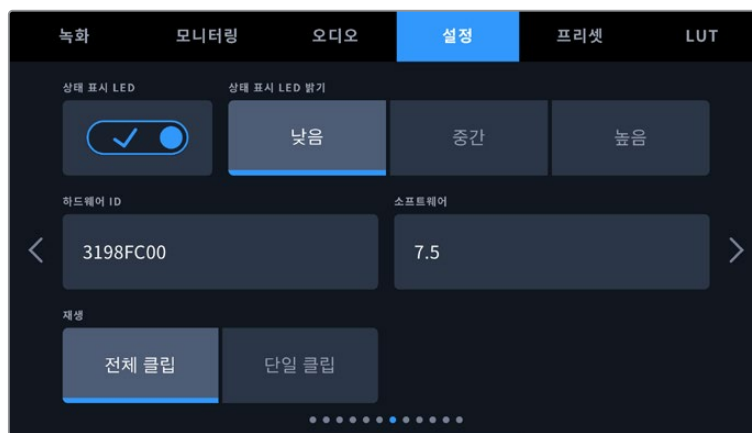 녹화 모니터링 오디오 설정 프리셋 LUT
상태 표시 LED 상태 표시 LED 밝기
낮음 중간 높음
하드웨어 ID 소프트웨어
3198FC00 7.5
재생
전체 클립 단일 클립